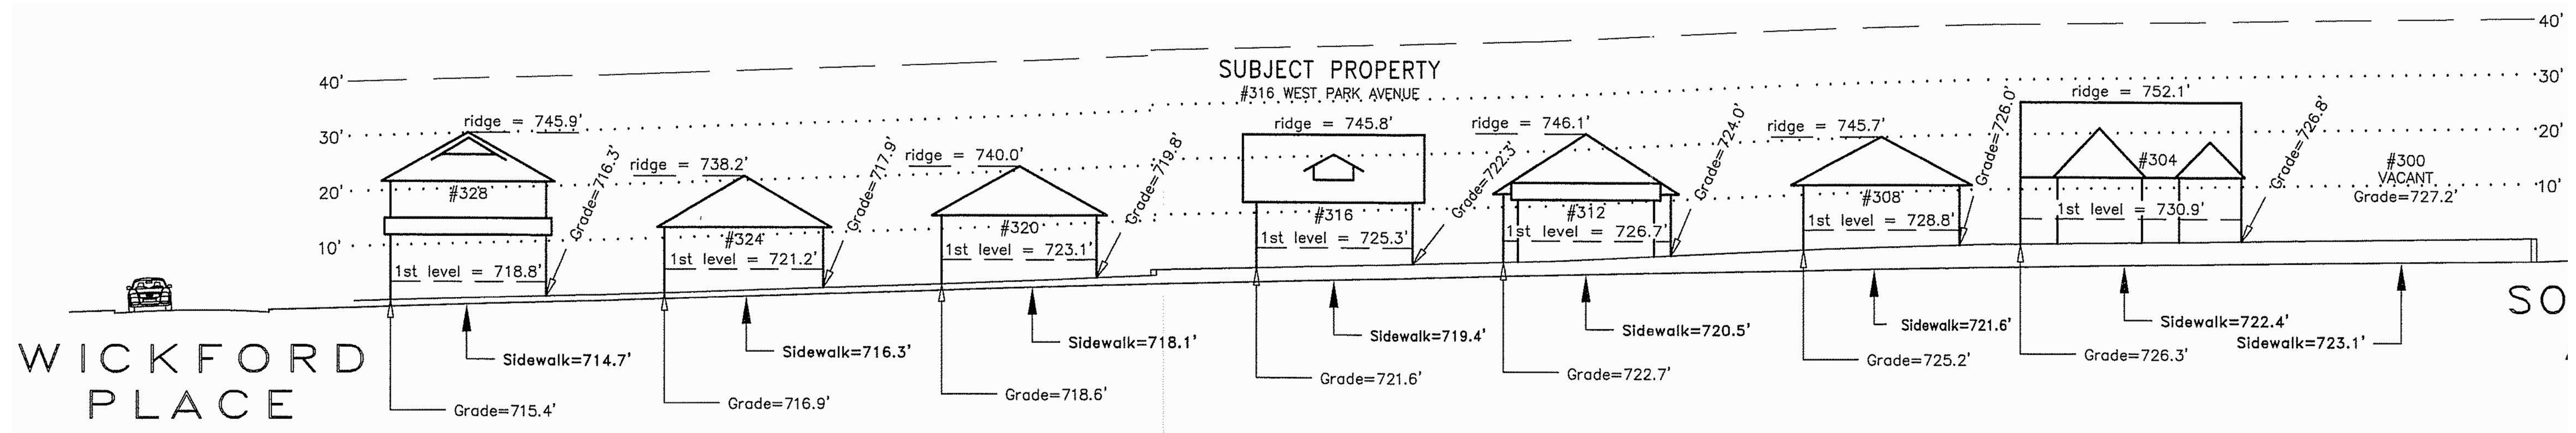 40'
40'
SUBJECT PROPERTY
#316 WEST PARK AVENUE
30'
ridge = 752.1'
ridge = 745.9'
ridge = 745.8'
ridge = 746.1'
ridge = 745.7'
30'
20'
ridge = 738.2'
ridge = 740.0'
Grade=716.3'
Grade=717.9'
Grade=719.8'
Grade=722.3'
Grade=724.0'
Grade=726.0'
Grade=726.8'
#304
#300
VACANT
Grade=727.2'
20'
10'
#328
#324
#320
#316
#312
#308
10'
1st level = 718.8'
1st level = 721.2'
1st level = 723.1'
1st level = 725.3'
1st level = 726.7'
1st level = 728.8'
1st level = 730.9'
SO
WICKFORD
PLACE
Sidewalk=714.7'
Sidewalk=716.3'
Sidewalk=718.1'
Sidewalk=719.4'
Sidewalk=720.5'
Sidewalk=721.6'
Sidewalk=722.4'
Sidewalk=723.1'
Grade=715.4'
Grade=716.9'
Grade=718.6'
Grade=721.6'
Grade=722.7'
Grade=725.2'
Grade=726.3'